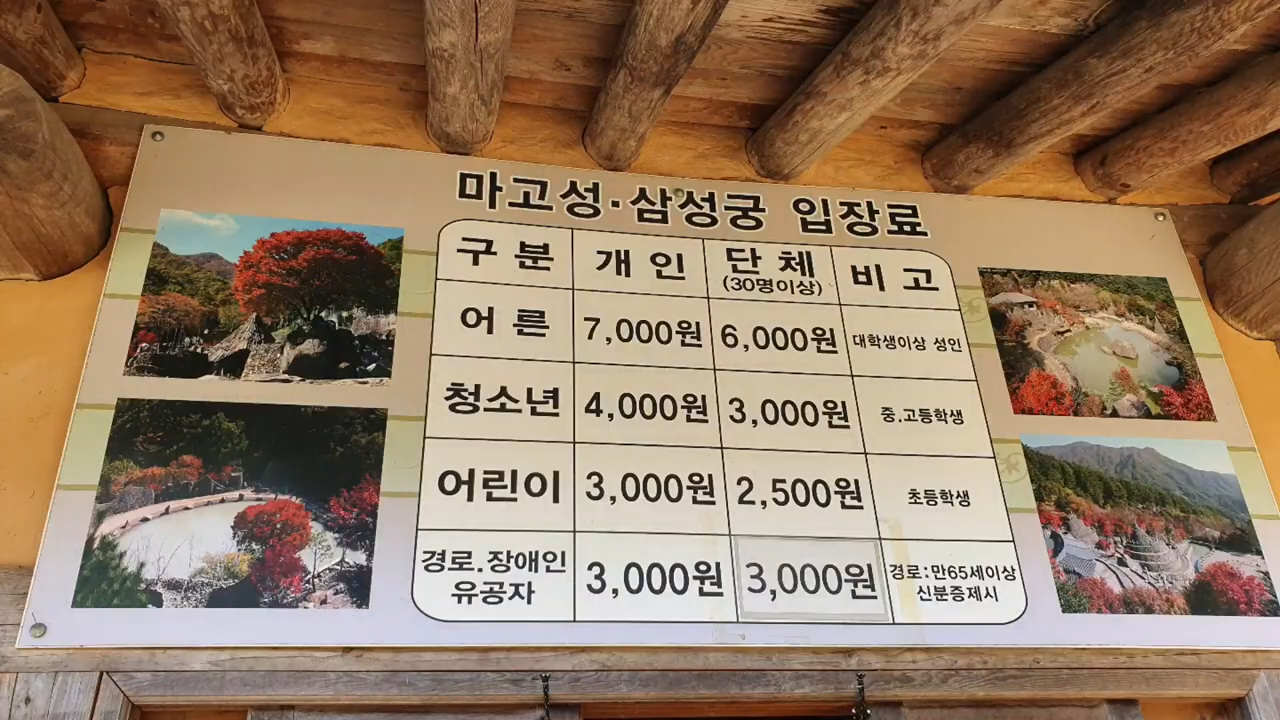 마고성·삼성궁 입장료
구분 개인 단체 비고
(30명이상)
어른 7,000원 6,000원 대학생이상 성인
청소년 4,000원 3,000원 중.고등학생
어린이 3,000원 2,500원 초등학생
경로.장애인 3,000원 3,000원 경로:만65세이상
유공자 신분증제시